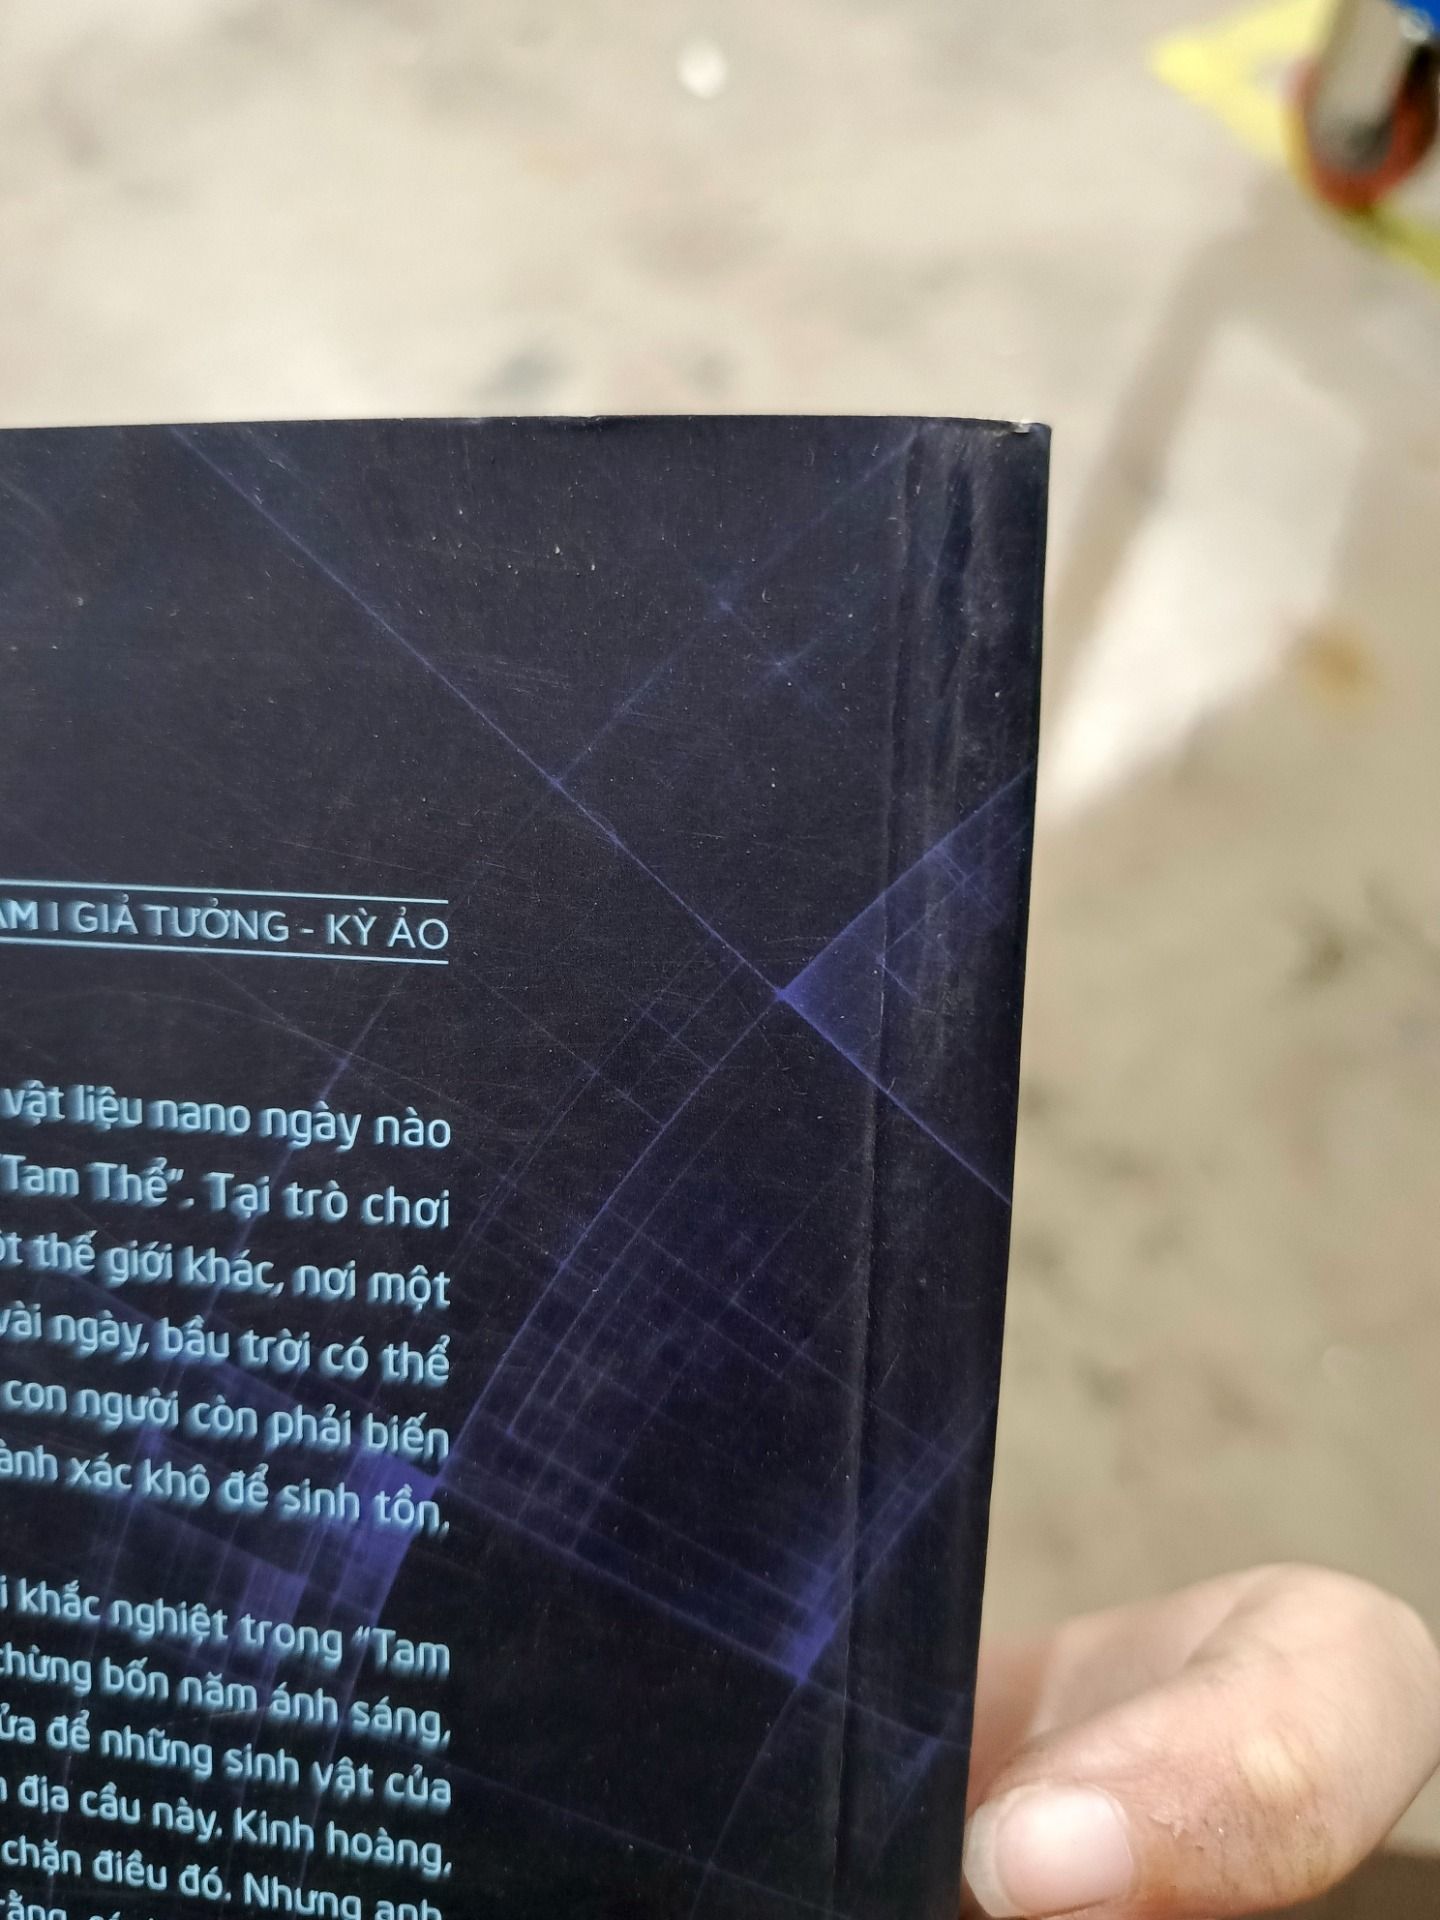 AM | GIẢ TƯỞNG - KỲ ẢO
vật liệu nano ngày nào
"Tam Thể". Tại trò chơi
thế giới khác, nơi một
vài ngày, bầu trời có thể
con người còn phải biến
xác khô để sinh tồn.
khắc nghiệt trong "Tam
chừng bốn năm ánh sáng,
để những sinh vật của
địa cầu này. Kinh hoàng,
chặn điều đó. Nhưng anh